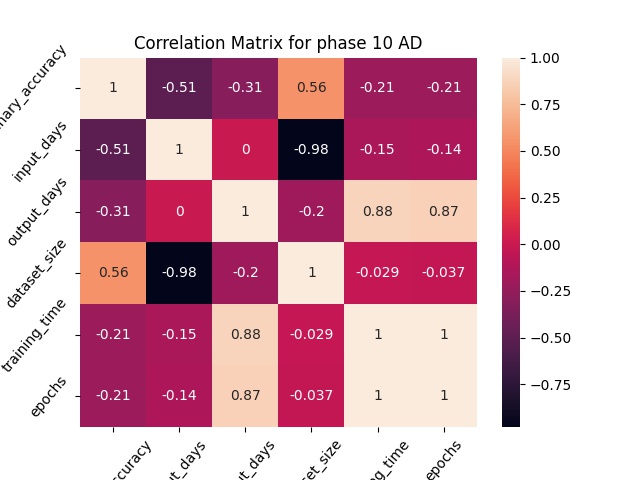 Correlation Matrix for phase 10 AD
nary_accuracy 1 -0.51 -0.31 0.56 -0.21 -0.21
input_days -0.51 1 0 -0.98 -0.15 -0.14
output_days -0.31 0 1 -0.2 0.88 0.87
dataset_size 0.56 -0.98 -0.2 1 -0.029 -0.037
training_time -0.21 -0.15 0.88 -0.029 1 1
epochs -0.21 -0.14 0.87 -0.037 1 1
ccuracy ut_days ut_days set_size ng_time epochs
1.00
0.75
0.50
0.25
0.00
−0.25
−0.50
−0.75